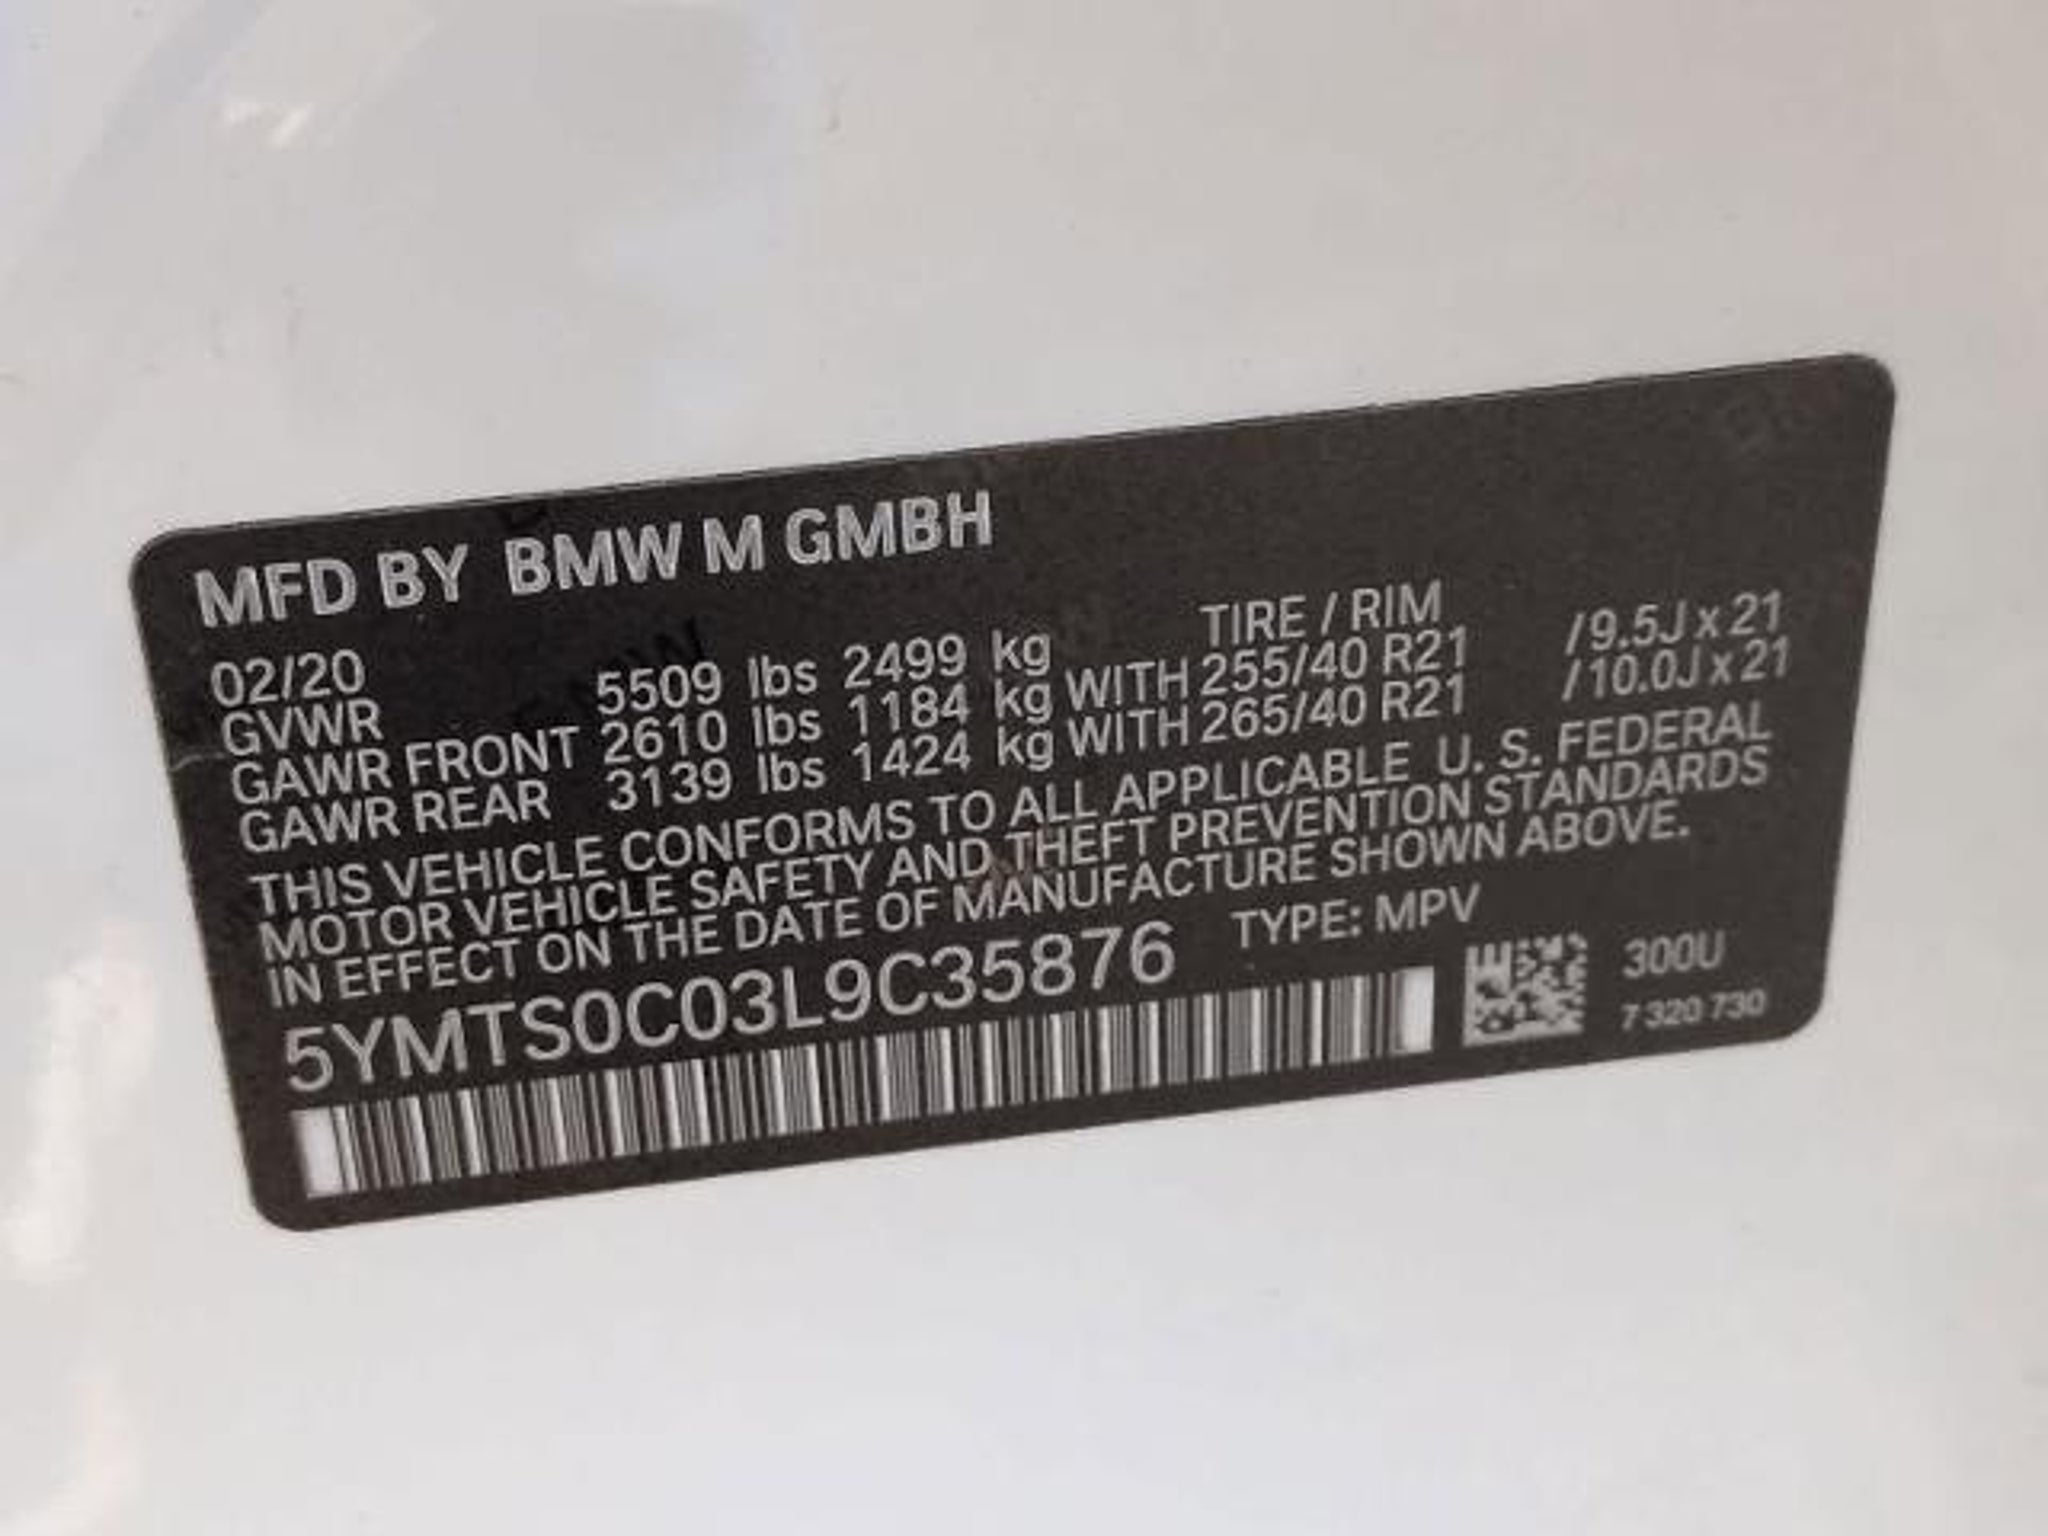 MFD BY BMW M GMBH
02/20 TIRE / RIM
GVWR 5509 lbs 2499 kg
GAWR FRONT 2610 lbs 1184 kg WITH 255/40 R21 /9.5J x 21
GAWR REAR 3139 lbs 1424 kg WITH 265/40 R21 /10.0J x 21
THIS VEHICLE CONFORMS TO ALL APPLICABLE U. S. FEDERAL
MOTOR VEHICLE SAFETY AND THEFT PREVENTION STANDARDS
IN EFFECT ON THE DATE OF MANUFACTURE SHOWN ABOVE.
5YMTS0C03L9C35876 TYPE: MPV
300U
7 320 730